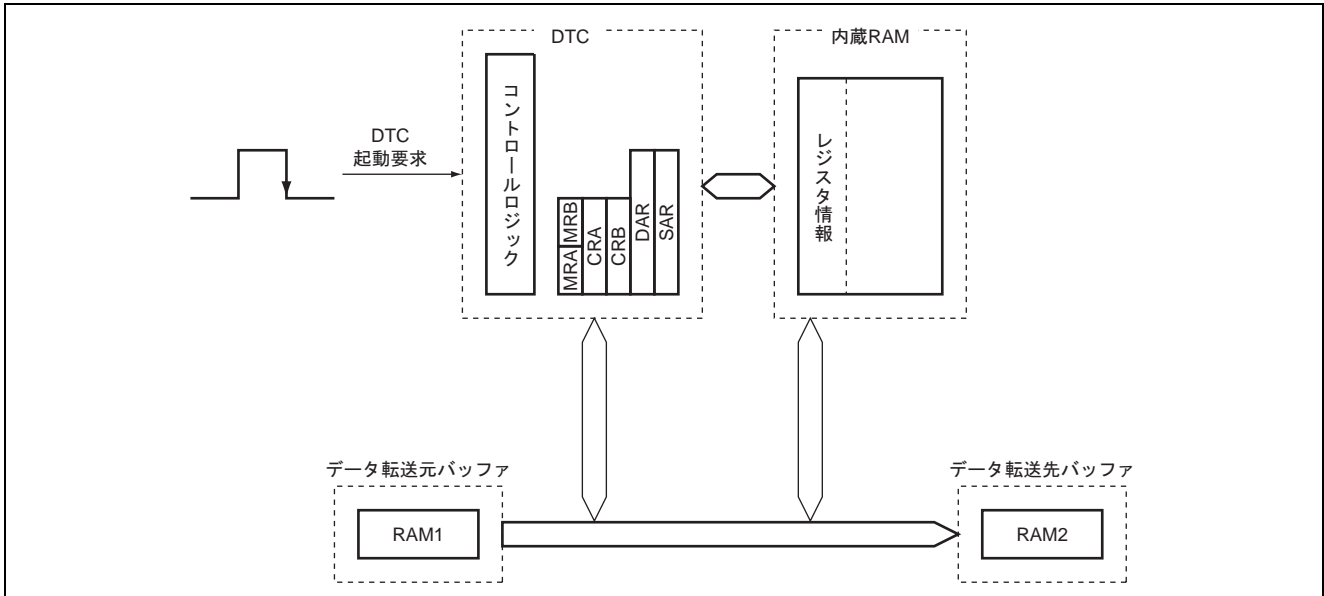 DTC
内蔵RAM
コントロールロジック
DTC
起動要求
MRA
MRB
CRA
CRB
DAR
SAR
レジスタ情報
データ転送元バッファ
データ転送先バッファ
RAM1
RAM2